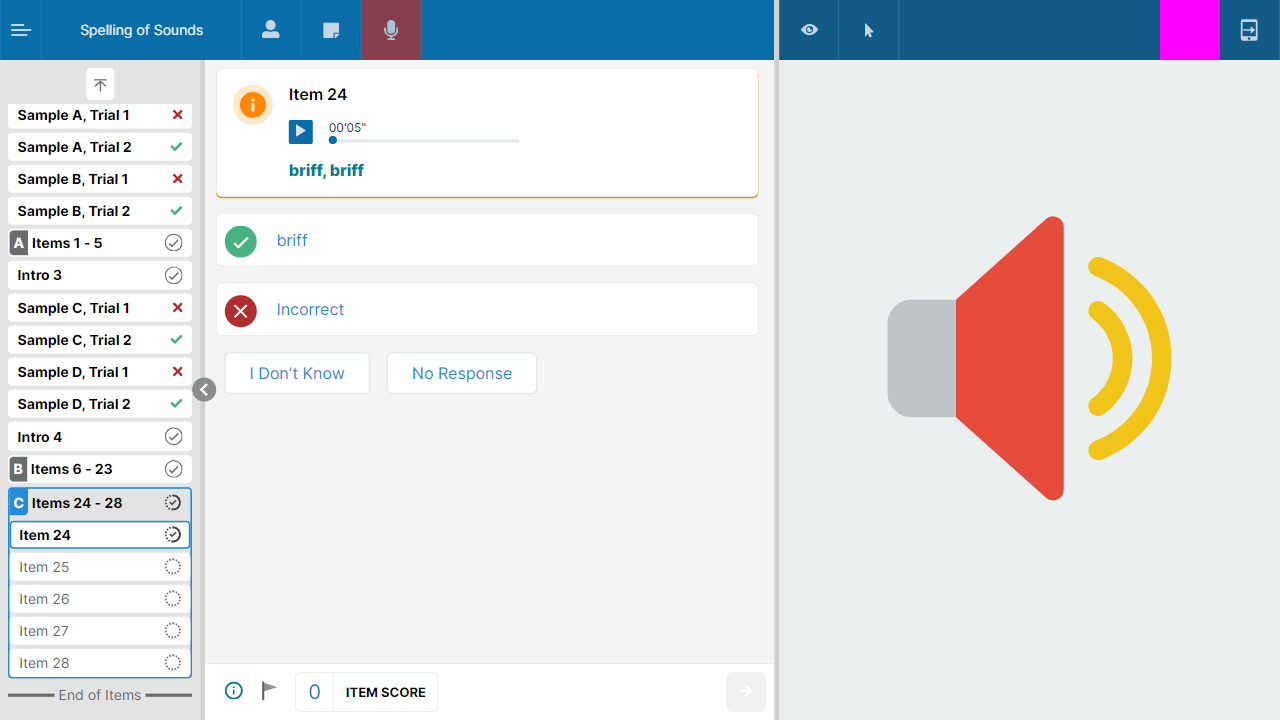 Spelling of Sounds
Sample A, Trial 1
Sample A, Trial 2
Sample B, Trial 1
Sample B, Trial 2
A Items 1 - 5
Intro 3
Sample C, Trial 1
Sample C, Trial 2
Sample D, Trial 1
Sample D, Trial 2
Intro 4
B Items 6 - 23
C Items 24 - 28
Item 24
Item 25
Item 26
Item 27
Item 28
End of Items
Item 24
00'05"
briff, briff
briff
Incorrect
I Don’t Know
No Response
0 ITEM SCORE